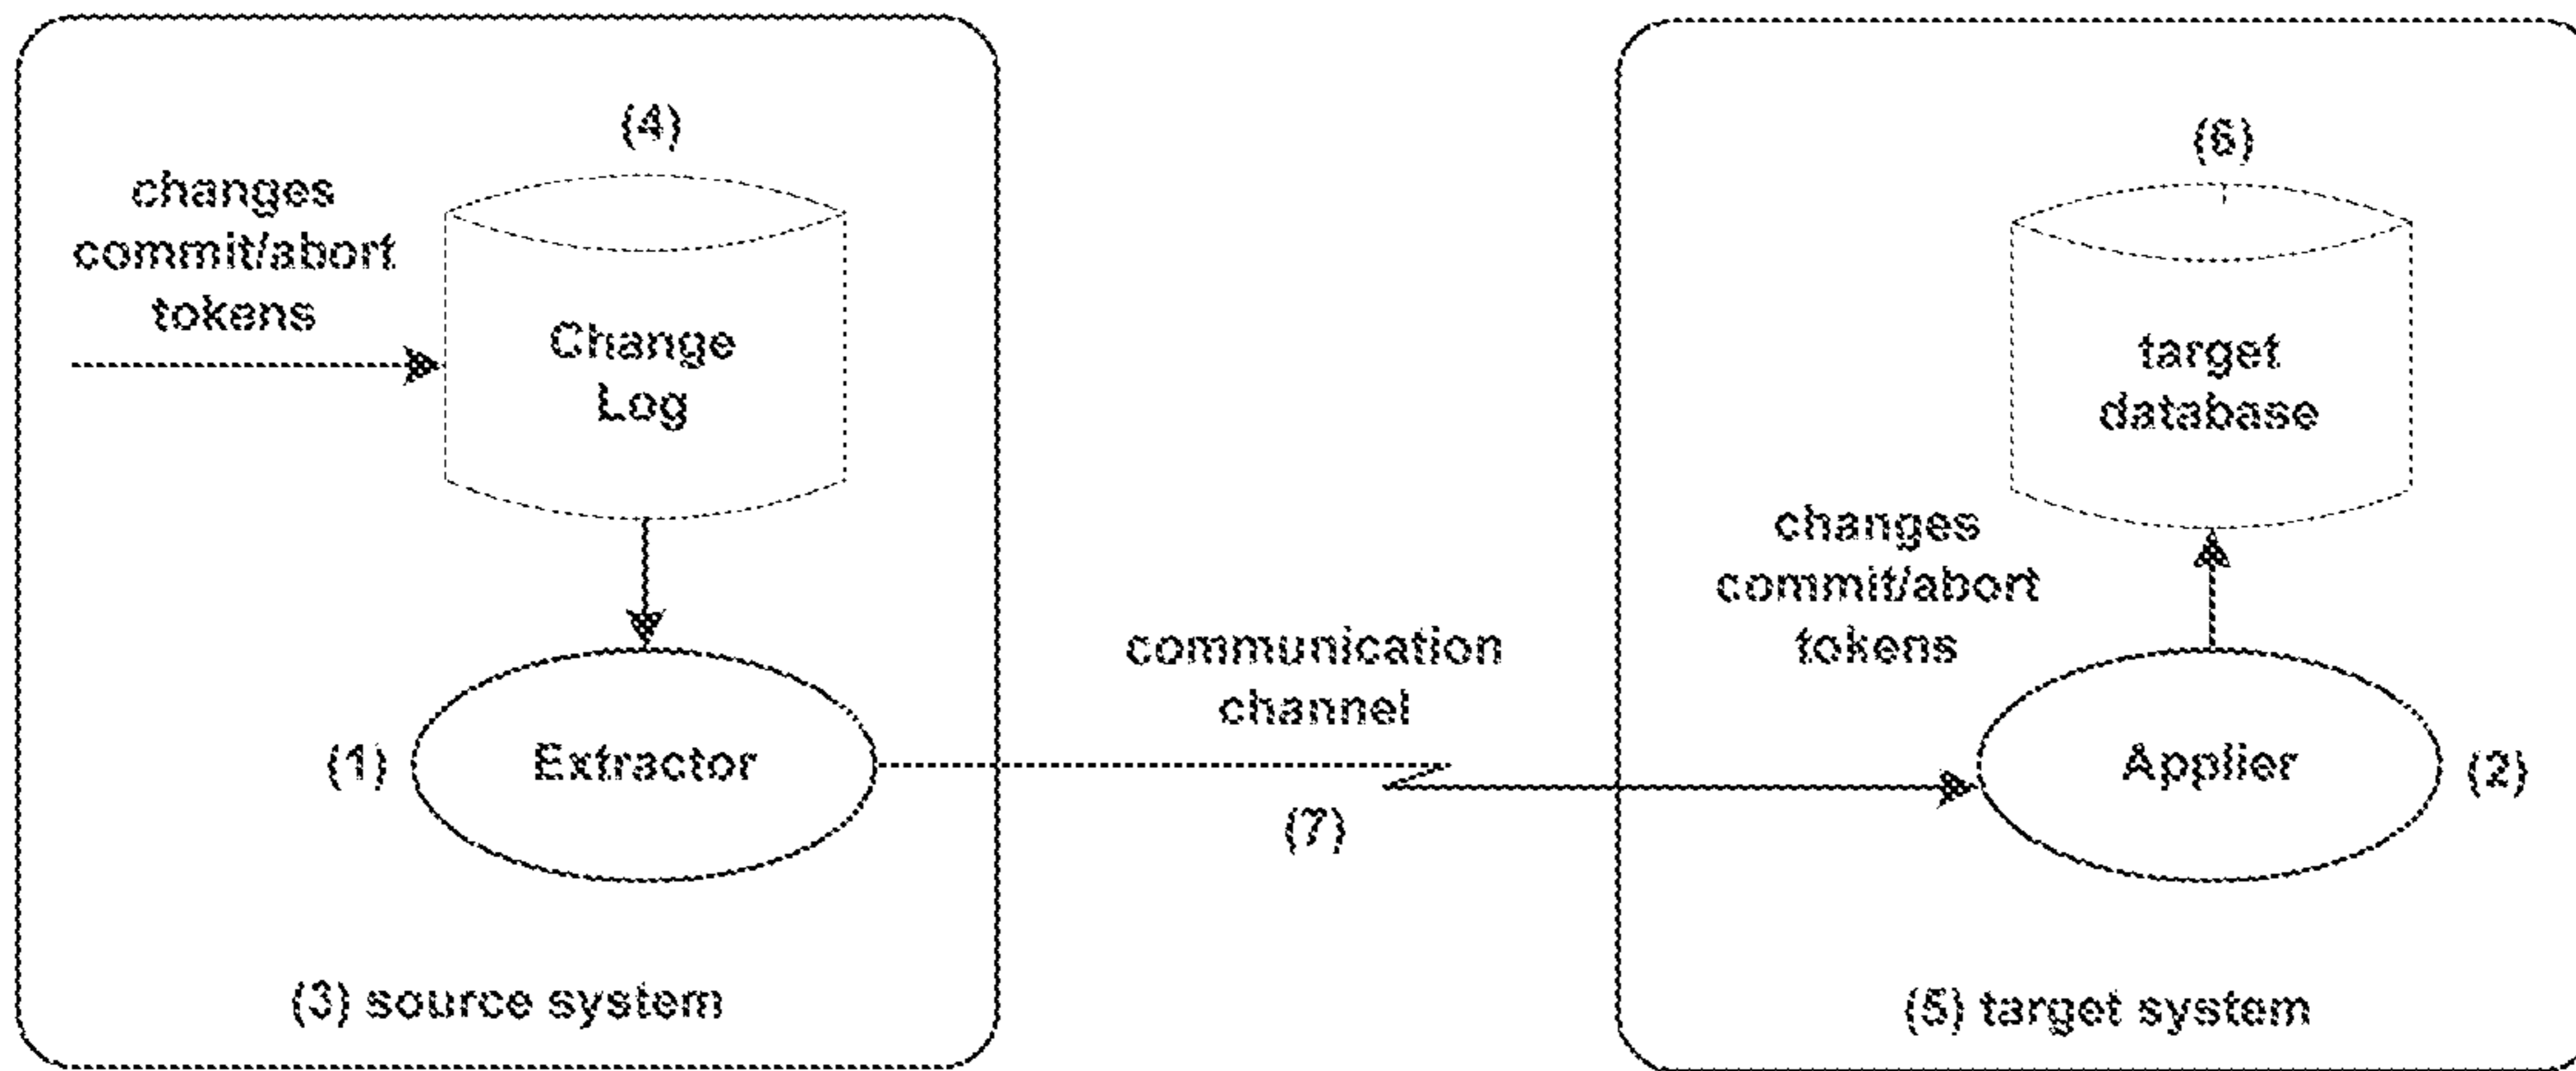 (4)
changes
commit/abort
tokens
Change
Log
(1)
Extractor
(3) source system
communication
channel
(7)
(6)
target
database
changes
commit/abort
tokens
Applier
(2)
(5) target system